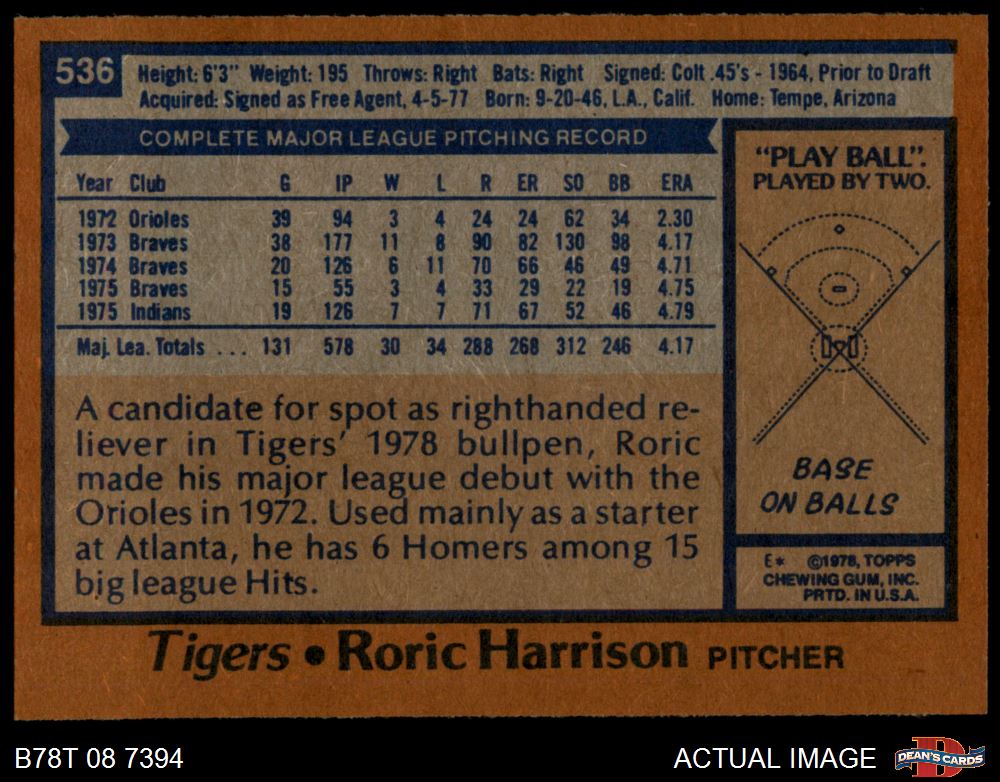 536
Height: 6'3" Weight: 195 Throws: Right Bats: Right Signed: Colt .45's - 1964, Prior to Draft
Acquired: Signed as Free Agent, 4-5-77 Born: 9-20-46, L.A., Calif. Home: Tempe, Arizona
COMPLETE MAJOR LEAGUE PITCHING RECORD
Year Club G IP W L R ER SO BB ERA
1972 Orioles 39 94 3 4 24 24 62 34 2.30
1973 Braves 38 177 11 8 90 82 130 98 4.17
1974 Braves 20 126 6 11 70 66 46 49 4.71
1975 Braves 15 55 3 4 33 29 22 19 4.75
1975 Indians 19 126 7 7 71 67 52 46 4.79
Maj. Lea. Totals ... 131 578 30 34 288 268 312 246 4.17
A candidate for spot as righthanded re-
liever in Tigers' 1978 bullpen, Roric
made his major league debut with the
Orioles in 1972. Used mainly as a starter
at Atlanta, he has 6 Homers among 15
big league Hits.
"PLAY BALL".
PLAYED BY TWO.
BASE
ON BALLS
E* ©1978, TOPPS
CHEWING GUM, INC.
PRTD. IN U.S.A.
Tigers • Roric Harrison PITCHER
B78T 08 7394
ACTUAL IMAGE
D
DEAN'S CARDS